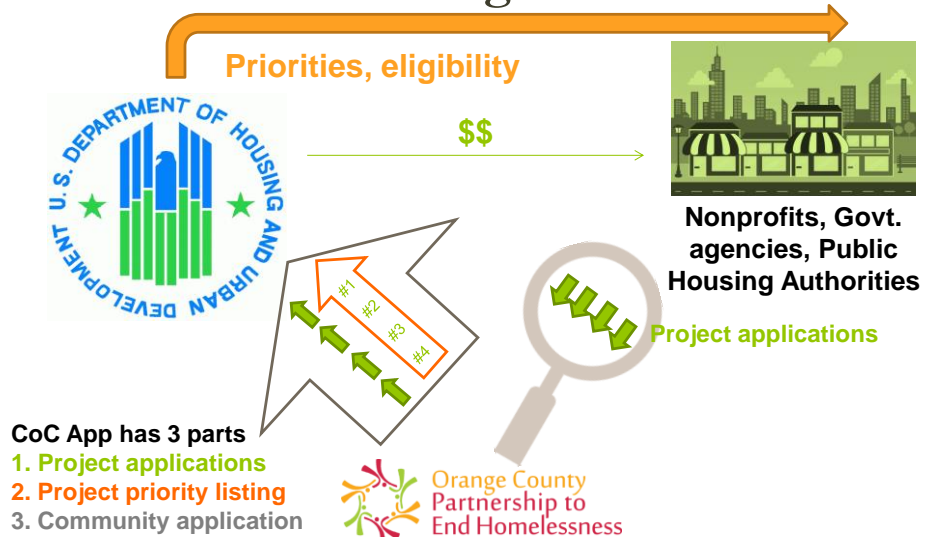 Priorities, eligibility
$$
U. S. DEPARTMENT OF HOUSING AND URBAN DEVELOPMENT
Nonprofits, Govt.
agencies, Public
Housing Authorities
#1
#2
#3
#4
Project applications
CoC App has 3 parts
1. Project applications
2. Project priority listing
3. Community application
Orange County
Partnership to
End Homelessness